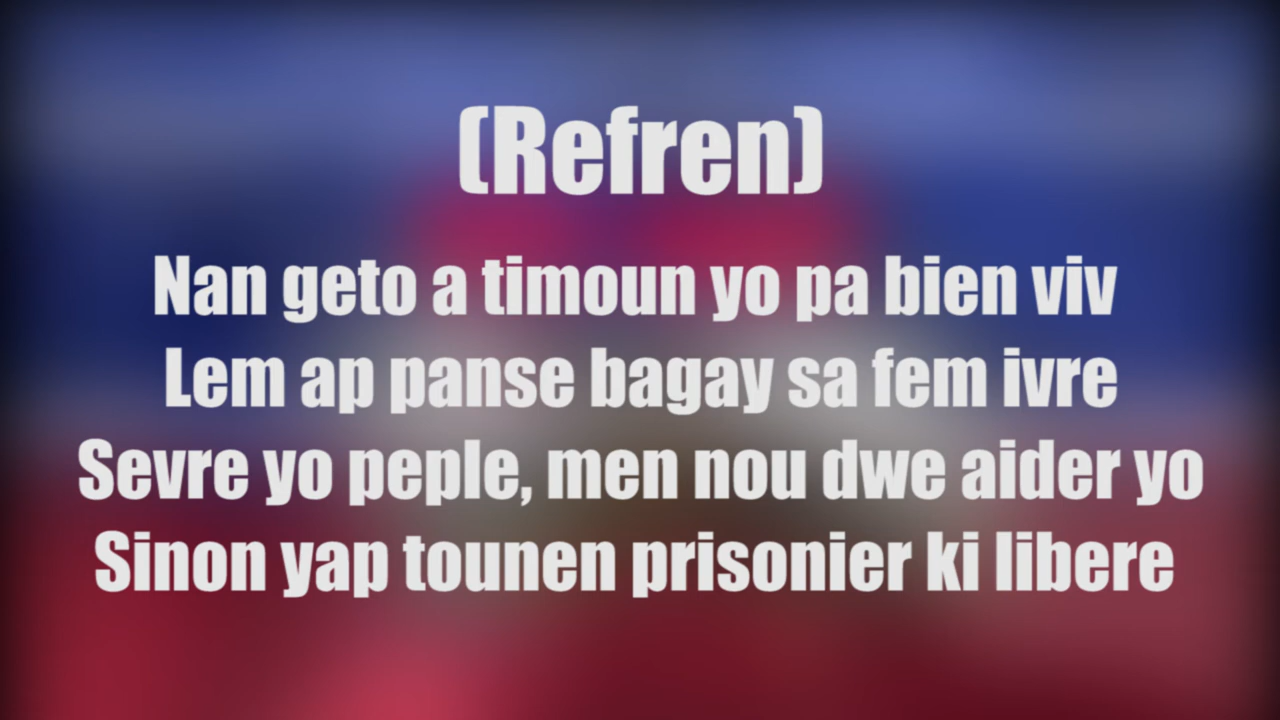 (Refren)
Nan geto a timoun yo pa bien viv
Lem ap panse bagay sa fem ivre
Sevre yo peple, men nou dwe aider yo
Sinon yap tounen prisonier ki libere